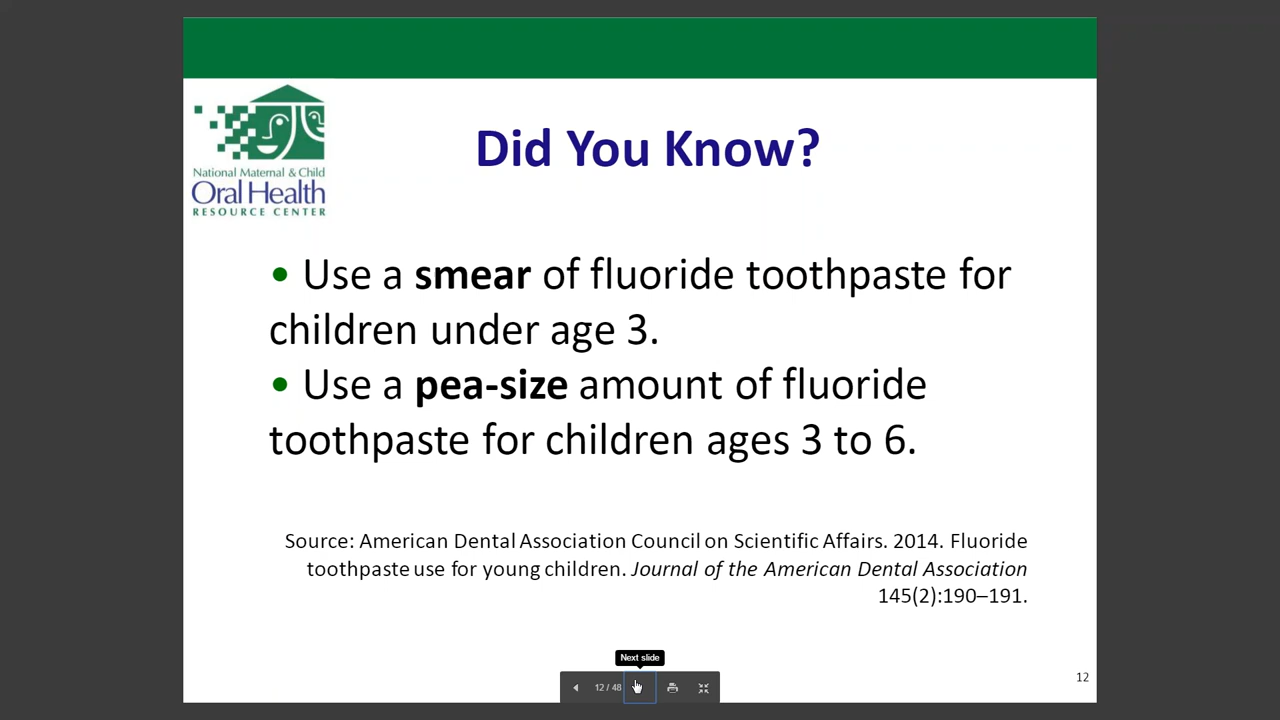 National Maternal & Child
Oral Health
RESOURCE CENTER
Did You Know?
• Use a smear of fluoride toothpaste for
children under age 3.
• Use a pea-size amount of fluoride
toothpaste for children ages 3 to 6.
Source: American Dental Association Council on Scientific Affairs. 2014. Fluoride
toothpaste use for young children. Journal of the American Dental Association
145(2):190–191.
Next slide
12 / 48
12